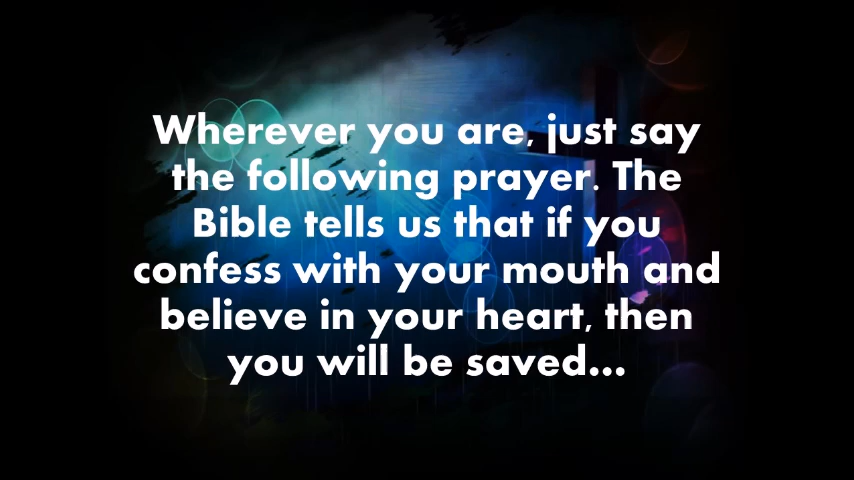 Wherever you are, just say
the following prayer. The
Bible tells us that if you
confess with your mouth and
believe in your heart, then
you will be saved...